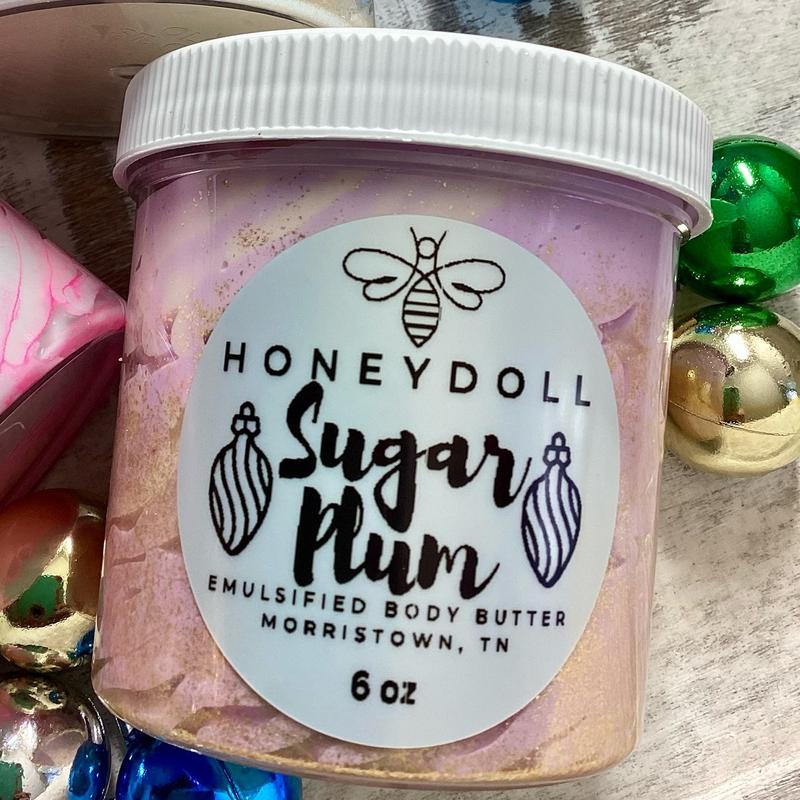 HONEYDOLL
Sugar
Plum
EMULSIFIED BODY BUTTER
MORRISTOWN, TN
6 oz